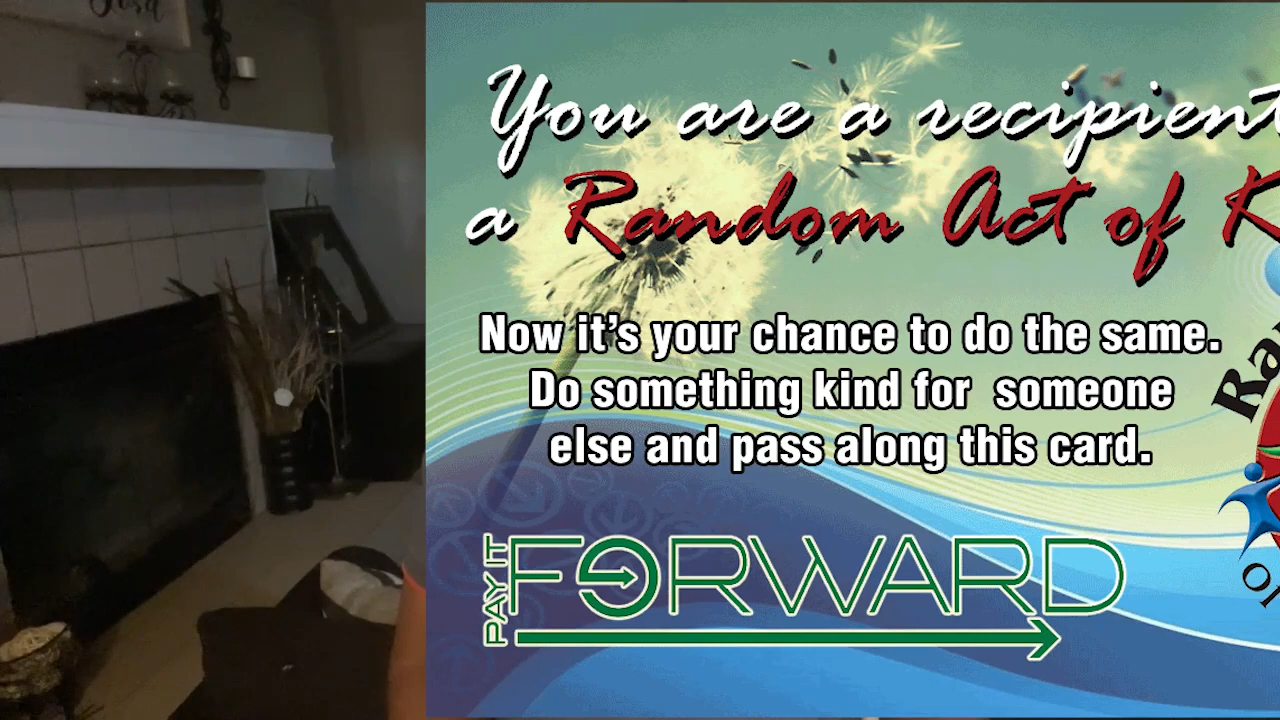 You are a recipient
a Random Act of K
Now it's your chance to do the same.
Do something kind for someone
else and pass along this card.
PAY IT FORWARD
Ra